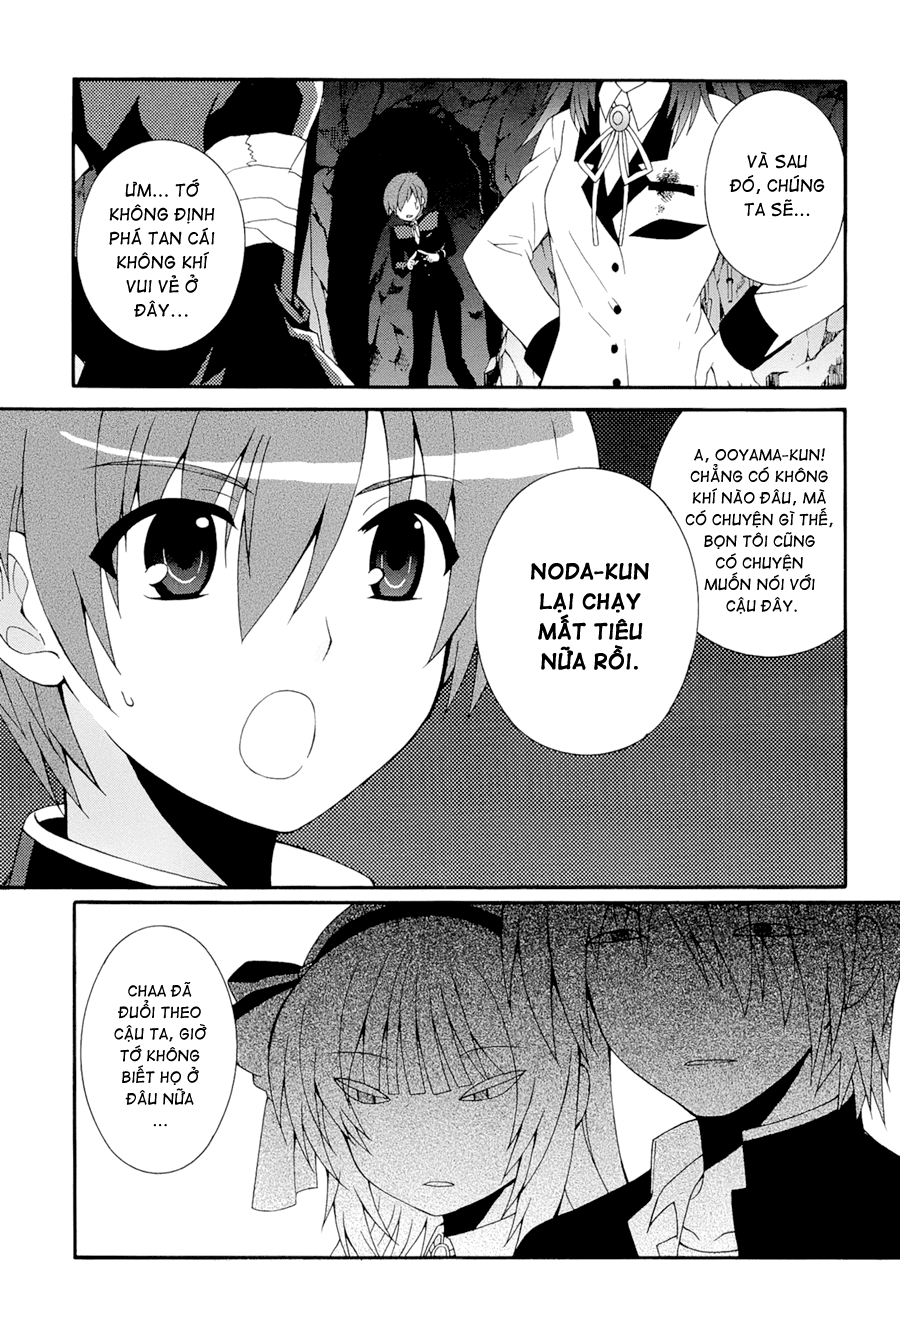 VÀ SAU
ĐÓ, CHÚNG
TA SẼ...
ƯM... TỚ
KHÔNG ĐỊNH
PHÁ TAN CÁI
KHÔNG KHÍ
VUI VẺ Ở
ĐÂY...
A, OOYAMA-KUN!
CHẲNG CÓ KHÔNG
KHÍ NÀO ĐÂU, MÀ
CÓ CHUYỆN GÌ THẾ,
BỌN TÔI CŨNG
CÓ CHUYỆN
MUỐN NÓI VỚI
CẬU ĐÂY.
NODA-KUN
LẠI CHẠY
MẤT TIÊU
NỮA RỒI.
CHAA ĐÃ
ĐUỔI THEO
CẬU TA, GIỜ
TỚ KHÔNG
BIẾT HỌ Ở
ĐÂU NỮA
...